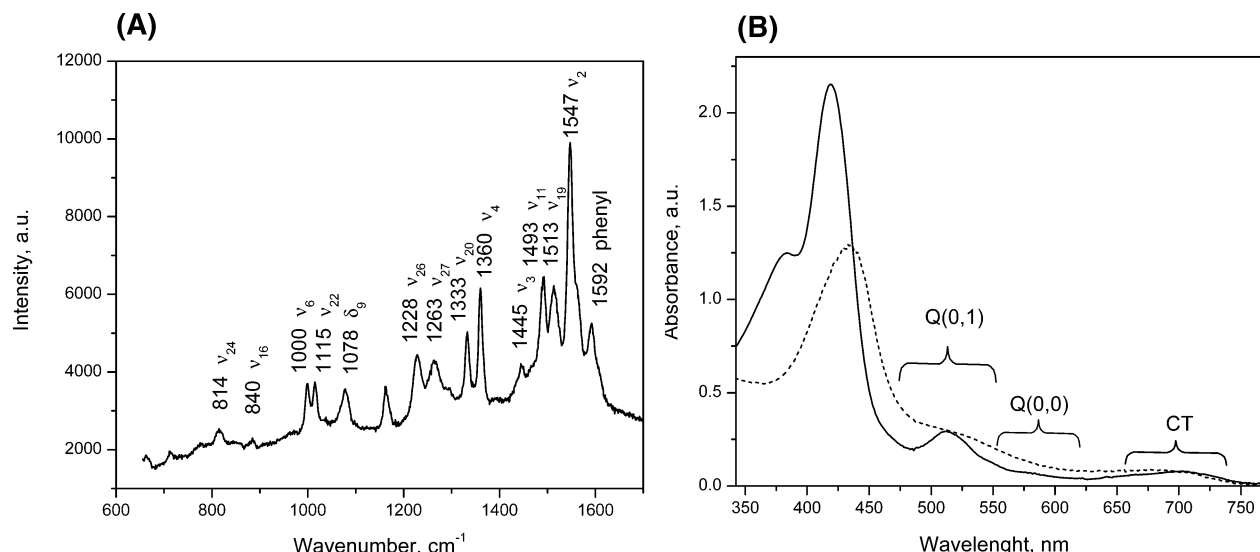 (A)
12000
10000
8000
6000
4000
2000
Intensity, a.u.
814 ν24
840 ν16
1000 ν6
1115 ν22
1078 δ9
1228 ν26
1263 ν27
1333 ν20
1360 ν4
1445 ν3
1493 ν11
1513 ν19
1547 ν2
1592 phenyl
600 800 1000 1200 1400 1600
Wavenumber, cm-1
(B)
2.0
1.5
1.0
0.5
0.0
Absorbance, a.u.
Q(0,1)
Q(0,0)
CT
350 400 450 500 550 600 650 700 750
Wavelenght, nm